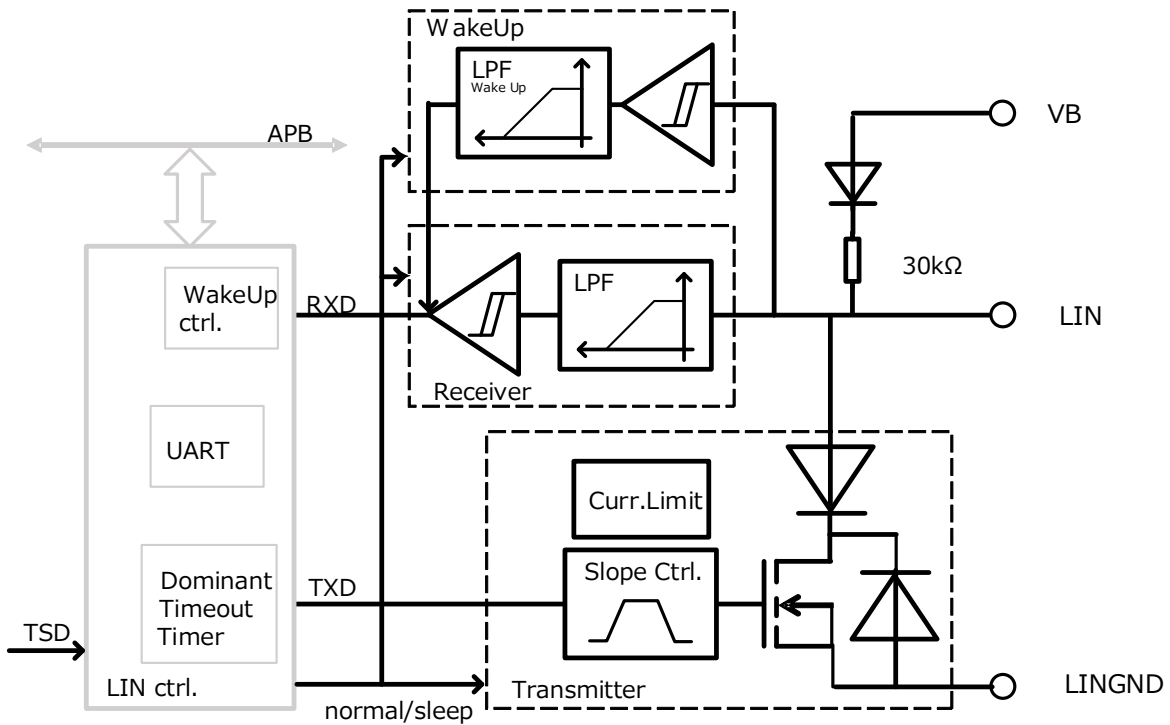 WakeUp
LPF
Wake Up
VB
APB
30kΩ
WakeUp
ctrl.
RXD
LPF
LIN
Receiver
UART
Curr.Limit
Slope Ctrl.
Dominant
Timeout
Timer
TXD
TSD
LIN ctrl.
normal/sleep
Transmitter
LINGND